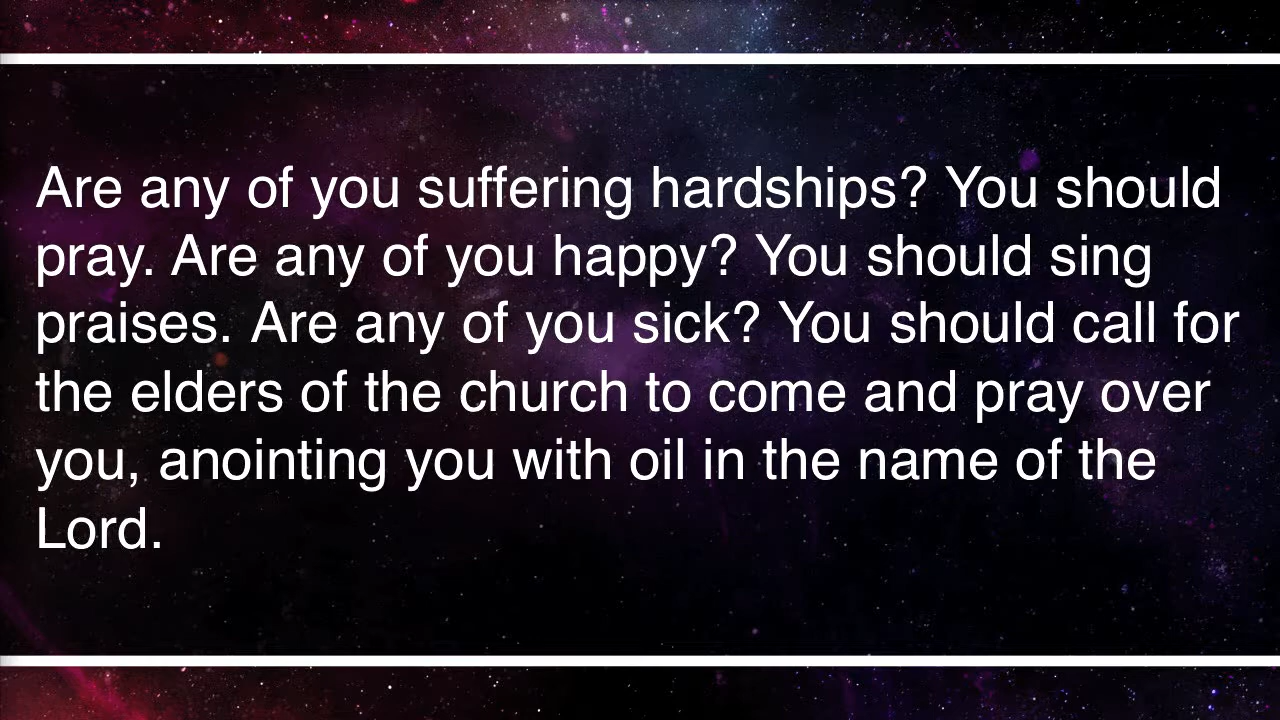 Are any of you suffering hardships? You should
pray. Are any of you happy? You should sing
praises. Are any of you sick? You should call for
the elders of the church to come and pray over
you, anointing you with oil in the name of the
Lord.